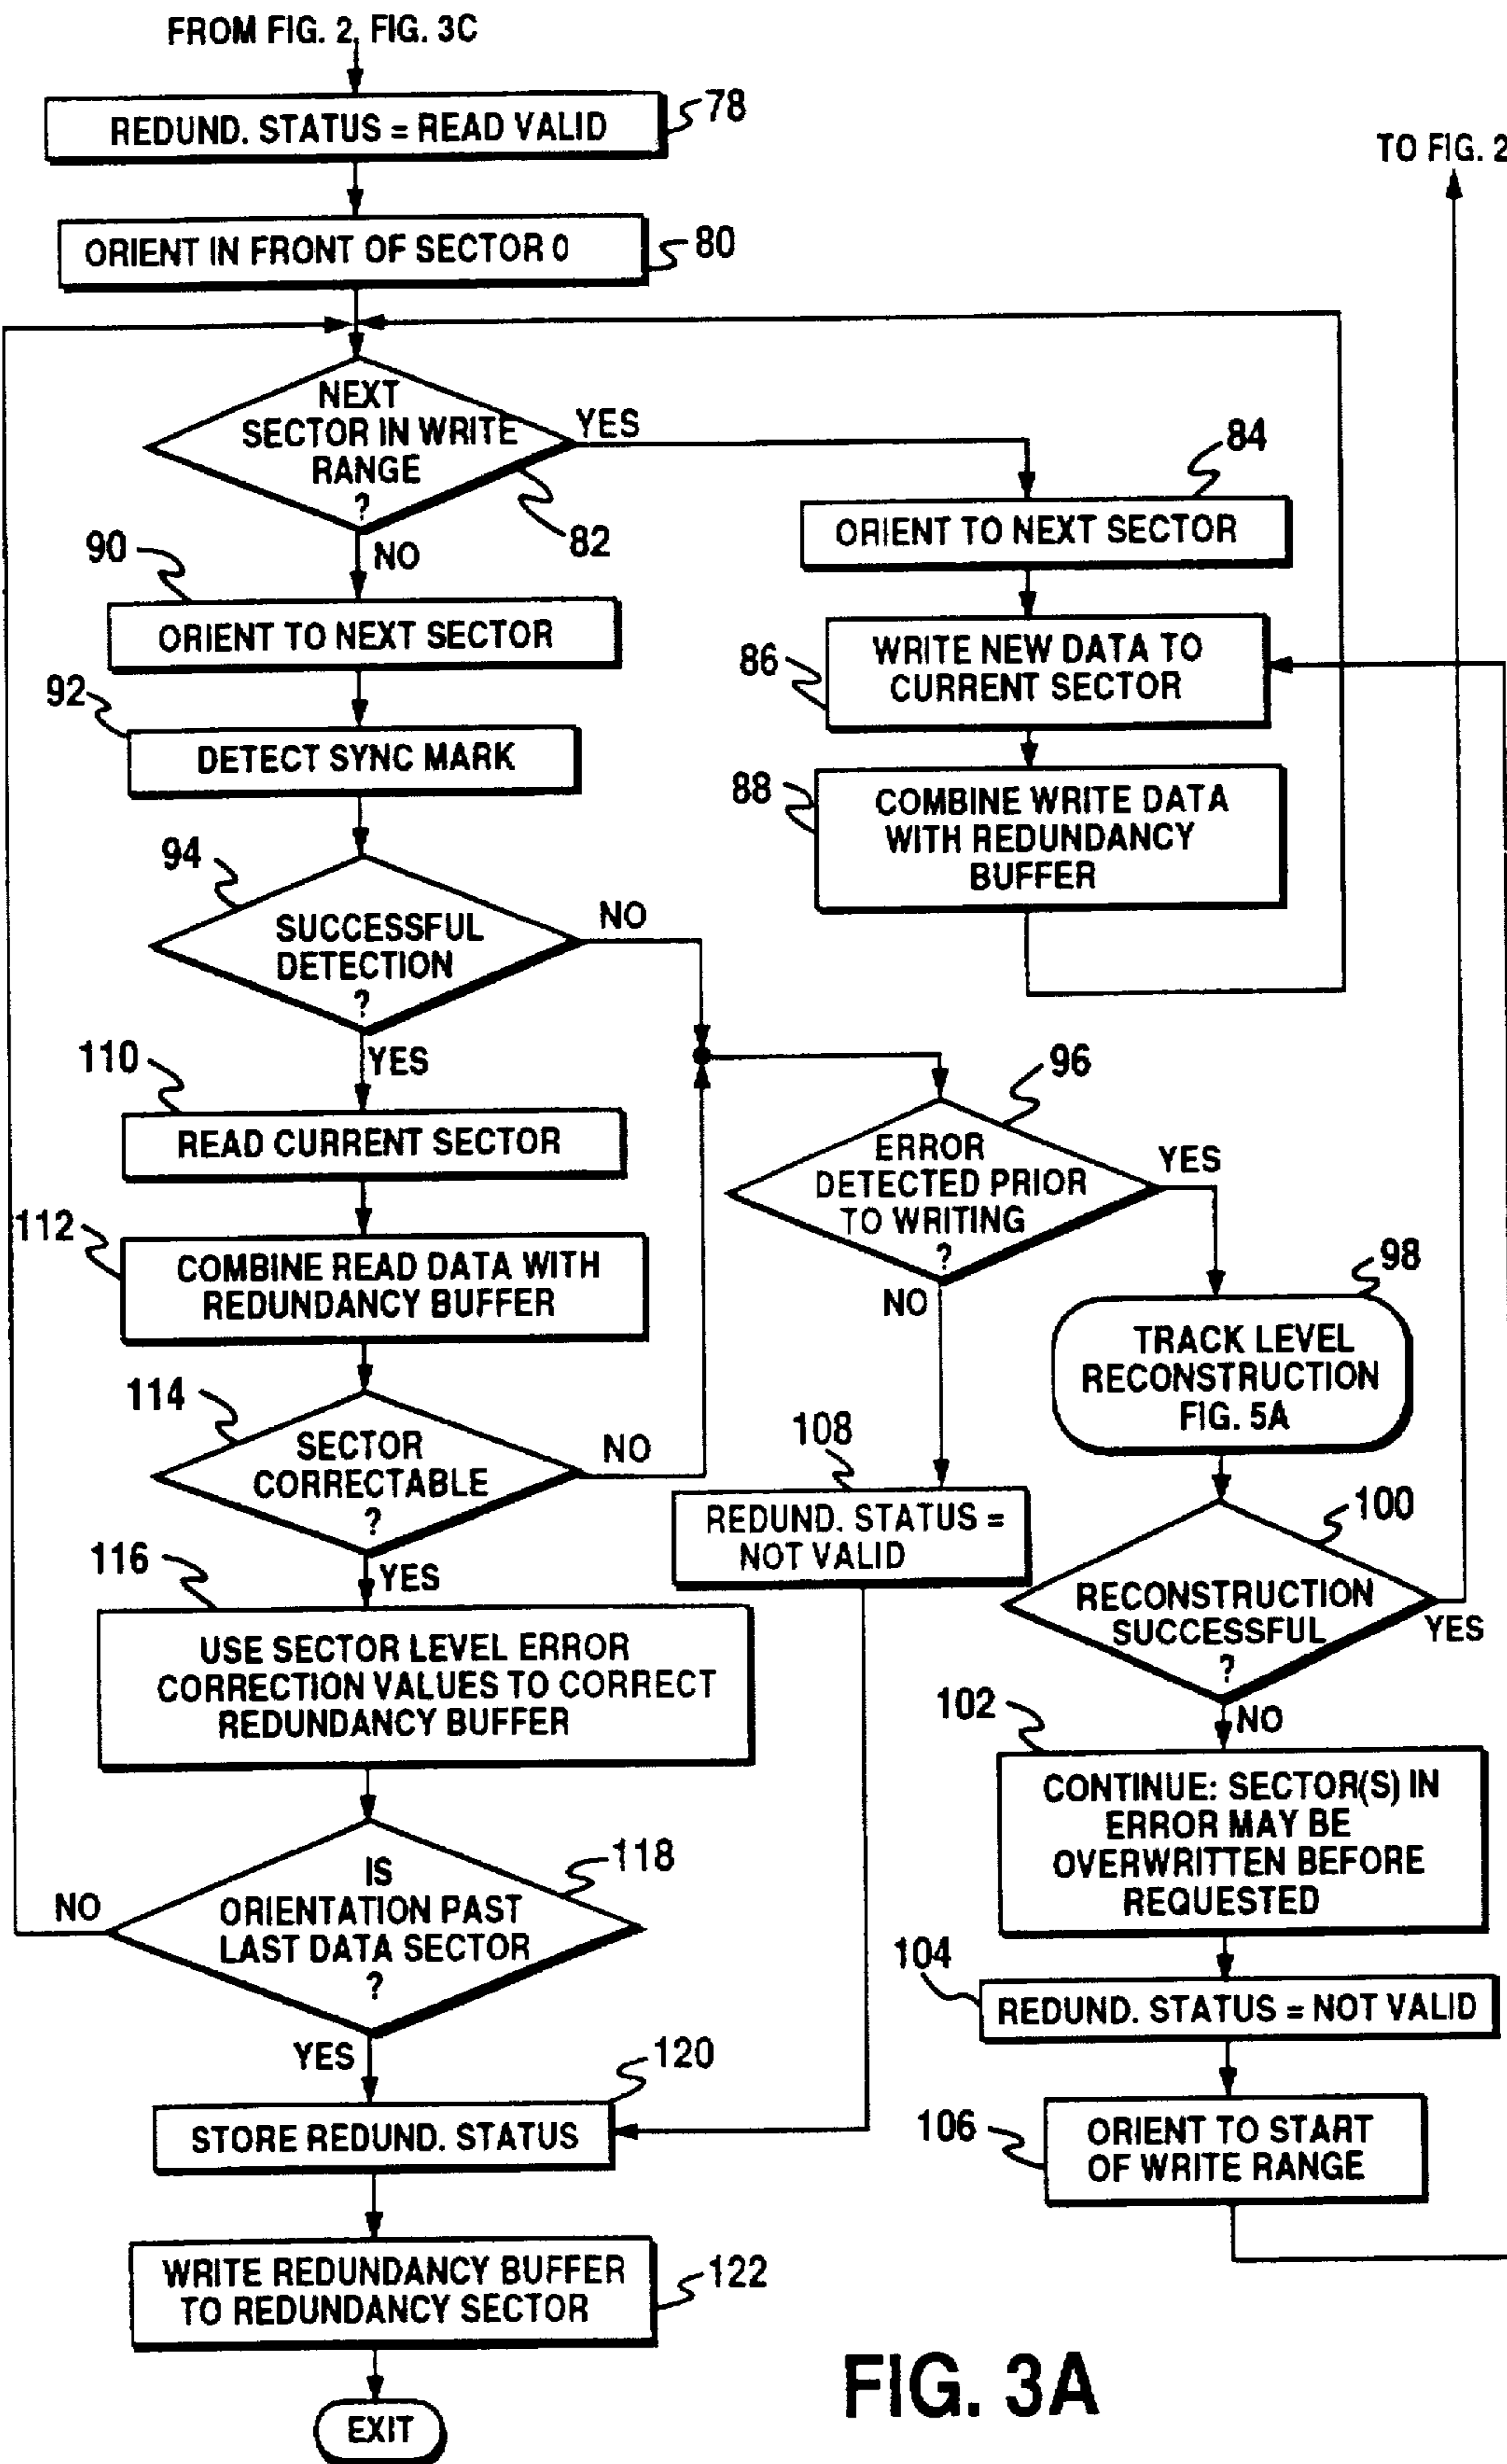 FROM FIG. 2, FIG. 3C
REDUND. STATUS = READ VALID
78
TO FIG. 2
ORIENT IN FRONT OF SECTOR 0
80
NEXT
SECTOR IN WRITE
RANGE
?
YES
82
NO
84
ORIENT TO NEXT SECTOR
86
WRITE NEW DATA TO
CURRENT SECTOR
88
COMBINE WRITE DATA
WITH REDUNDANCY
BUFFER
90
ORIENT TO NEXT SECTOR
92
DETECT SYNC MARK
94
SUCCESSFUL
DETECTION
?
NO
YES
110
READ CURRENT SECTOR
112
COMBINE READ DATA WITH
REDUNDANCY BUFFER
114
SECTOR
CORRECTABLE
?
NO
YES
96
ERROR
DETECTED PRIOR
TO WRITING
?
YES
NO
98
TRACK LEVEL
RECONSTRUCTION
FIG. 5A
108
REDUND. STATUS =
NOT VALID
100
RECONSTRUCTION
SUCCESSFUL
?
YES
NO
116
USE SECTOR LEVEL ERROR
CORRECTION VALUES TO CORRECT
REDUNDANCY BUFFER
102
CONTINUE: SECTOR(S) IN
ERROR MAY BE
OVERWRITTEN BEFORE
REQUESTED
118
IS
ORIENTATION PAST
LAST DATA SECTOR
?
NO
YES
104
REDUND. STATUS = NOT VALID
120
STORE REDUND. STATUS
106
ORIENT TO START
OF WRITE RANGE
WRITE REDUNDANCY BUFFER
TO REDUNDANCY SECTOR
122
EXIT
FIG. 3A